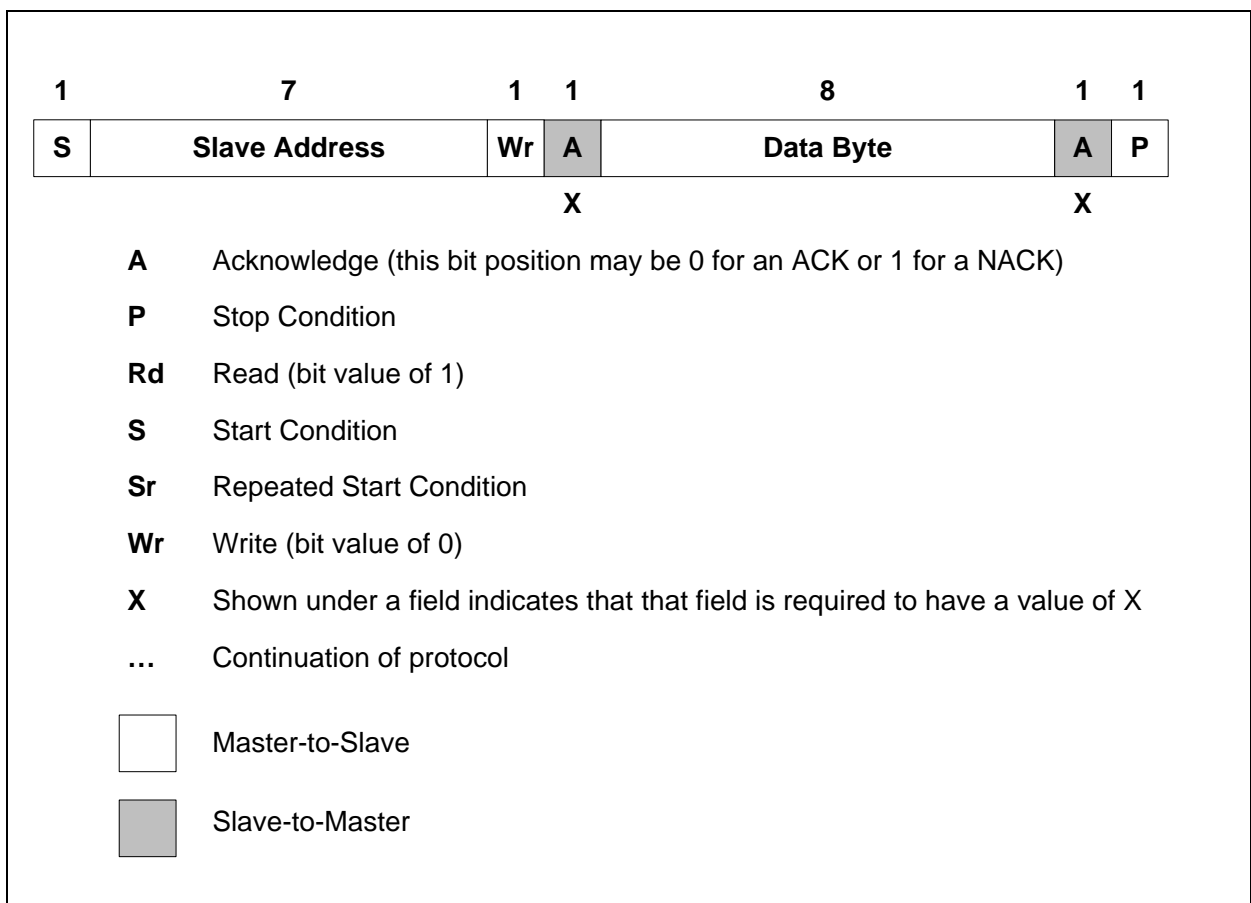 1 7 1 1 8 1 1
S Slave Address Wr A Data Byte A P
X X
A Acknowledge (this bit position may be 0 for an ACK or 1 for a NACK)
P Stop Condition
Rd Read (bit value of 1)
S Start Condition
Sr Repeated Start Condition
Wr Write (bit value of 0)
X Shown under a field indicates that that field is required to have a value of X
… Continuation of protocol
Master-to-Slave
Slave-to-Master